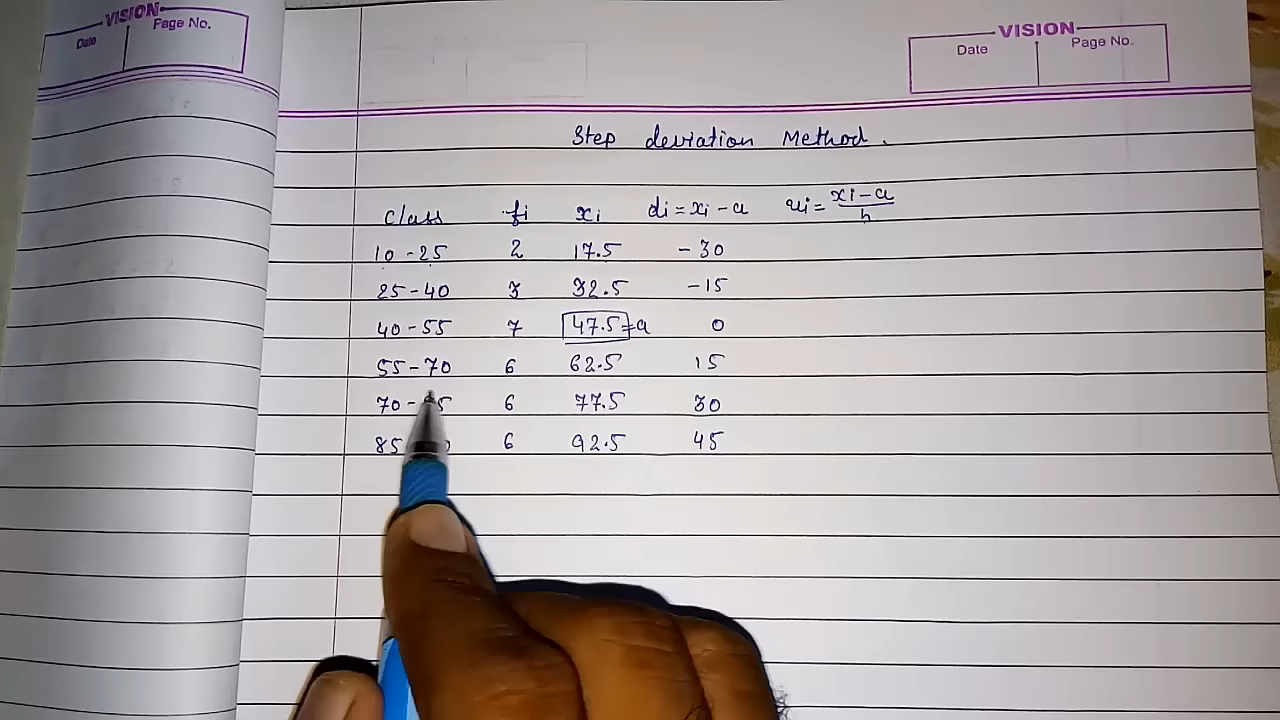 VISION
Date Page No.
VISION
Date Page No.
Step deviation Method.
Class fi xi di = xi - a ui = xi - a / h
10 - 25 2 17.5 - 30
25 - 40 3 32.5 - 15
40 - 55 7 47.5 = a 0
55 - 70 6 62.5 15
70 - 5 6 77.5 30
85 0 6 92.5 45